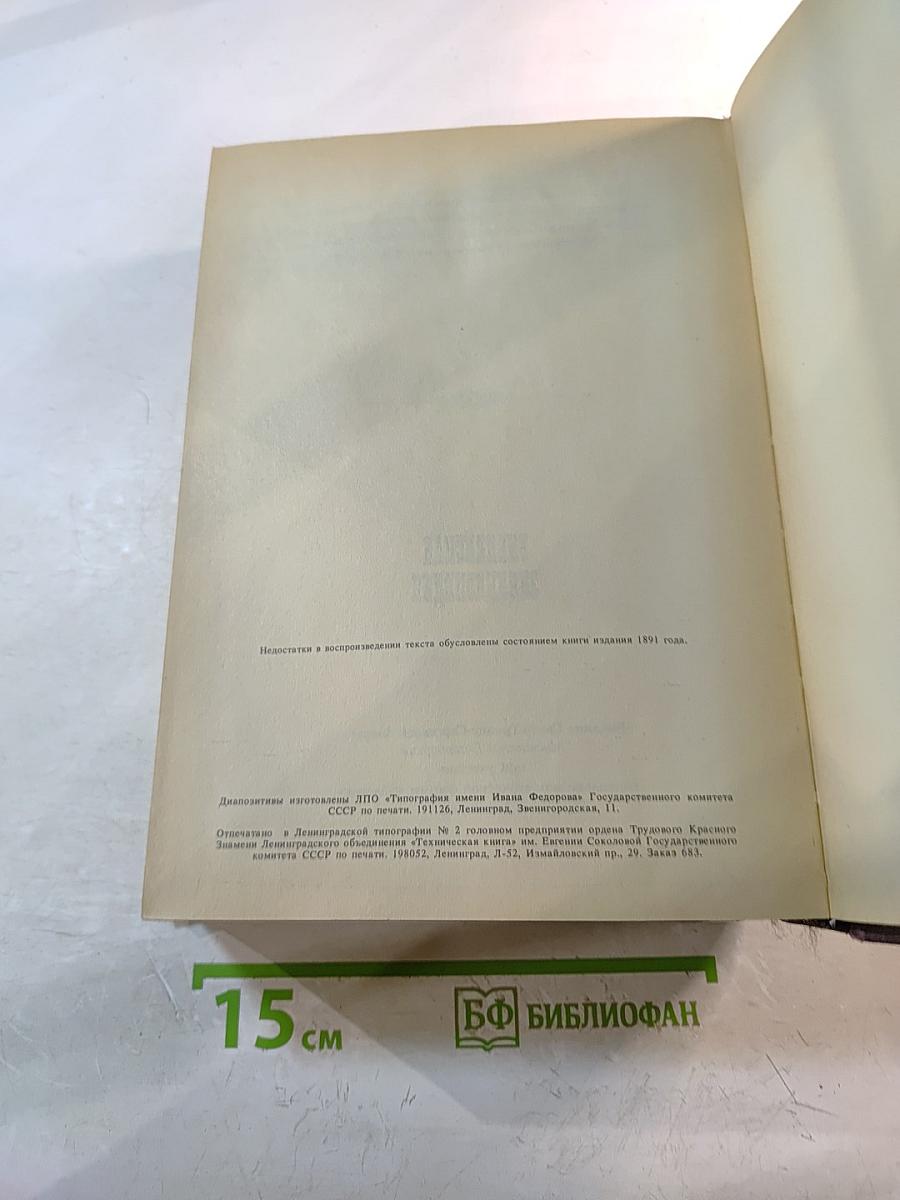 Недостатки в воспроизведении текста обусловлены состоянием книги издания 1891 года.
Диапозитивы изготовлены ЛПО «Типография имени Ивана Федорова» Государственного комитета
СССР по печати. 191126, Ленинград, Звенигородская, 11.
Отпечатано в Ленинградской типографии № 2 головном предприятии ордена Трудового Красного
Знамени Ленинградского объединения «Техническая книга» им. Евгении Соколовой Государственного
комитета СССР по печати. 198052, Ленинград, Л-52, Измайловский пр., 29. Заказ 683.
15 см
БФ БИБЛИОФАН